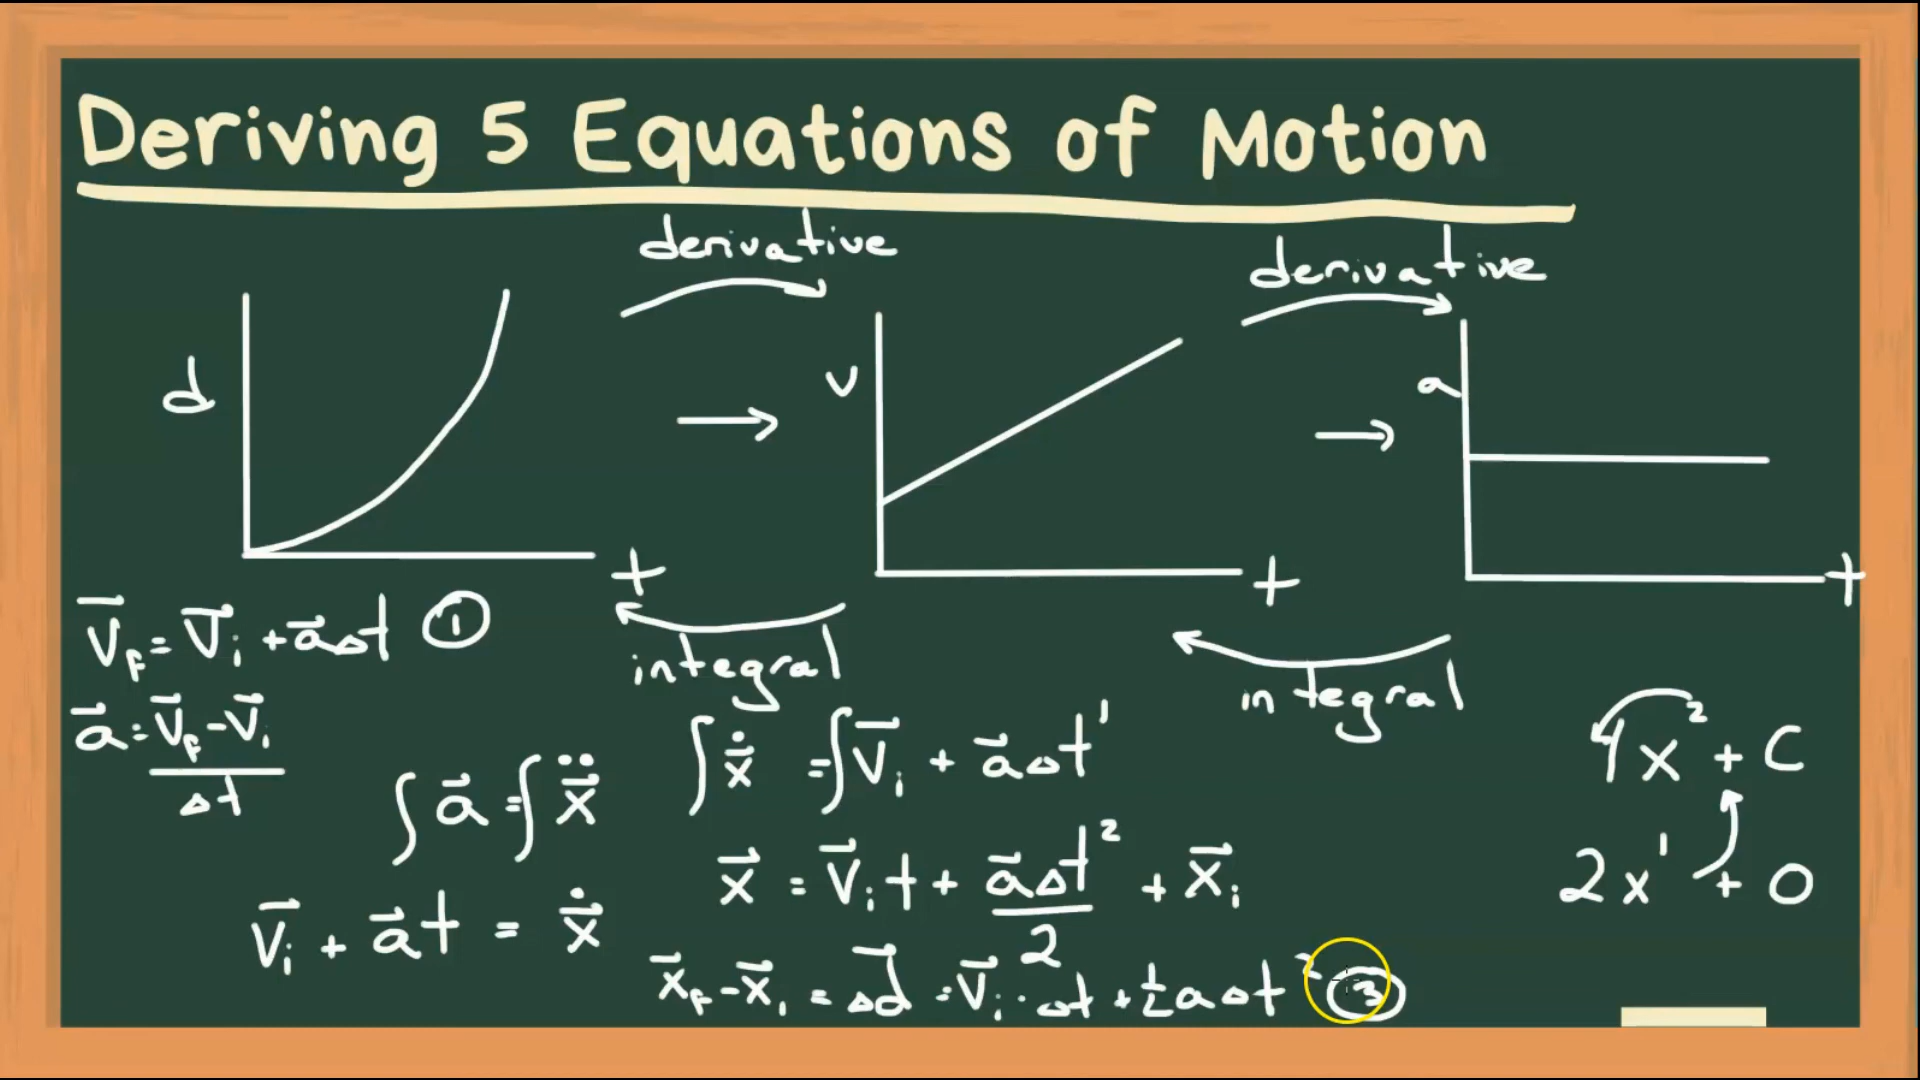 Deriving 5 Equations of Motion
derivative
derivative
d
t
v
t
a
t
integral
integral
v⃗f = v⃗i + a⃗Δt ①
a⃗ = v⃗f - v⃗i
Δt
∫a⃗ = ∫ẍ⃗
v⃗i + a⃗t = ẋ⃗
∫ẋ⃗ = ∫v⃗i + a⃗Δt¹
x⃗ = v⃗it + a⃗Δt² + x⃗i
2
x⃗f - x⃗i = Δd⃗ = v⃗i · Δt + ½aΔt² ③
x² + C
2x¹ + 0